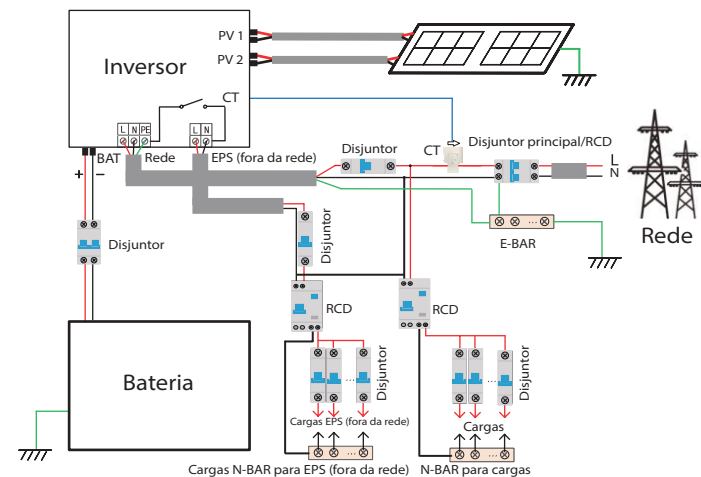 PV 1
PV 2
Inversor
CT
L N PE
L N
BAT
Rede
EPS (fora da rede)
+
−
Disjuntor
CT
Disjuntor principal/RCD
L
N
Rede
E-BAR
Disjuntor
Disjuntor
RCD
RCD
Bateria
Disjuntor
Disjuntor
...
...
...
Cargas EPS (fora da rede)
Cargas
...
...
Cargas N-BAR para EPS (fora da rede)
N-BAR para cargas